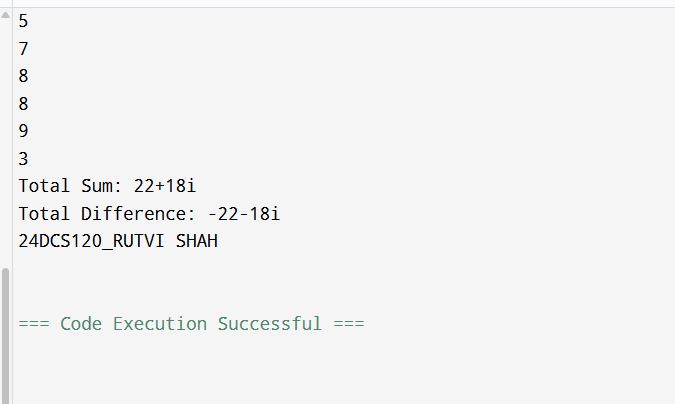 5
7
8
8
9
3
Total Sum: 22+18i
Total Difference: -22-18i
24DCS120_RUTVI SHAH
=== Code Execution Successful ===